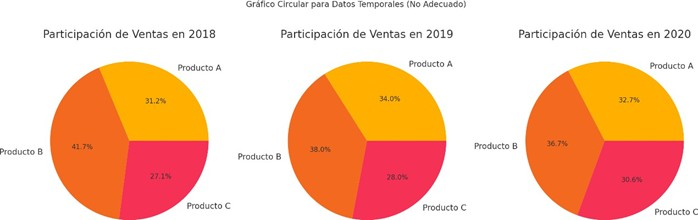 Gráfico Circular para Datos Temporales (No Adecuado)
Participación de Ventas en 2018
Producto A
31.2%
Producto B
41.7%
27.1%
Producto C
Participación de Ventas en 2019
Producto A
34.0%
Producto B
38.0%
28.0%
Producto C
Participación de Ventas en 2020
Producto A
32.7%
Producto B
36.7%
30.6%
Producto C